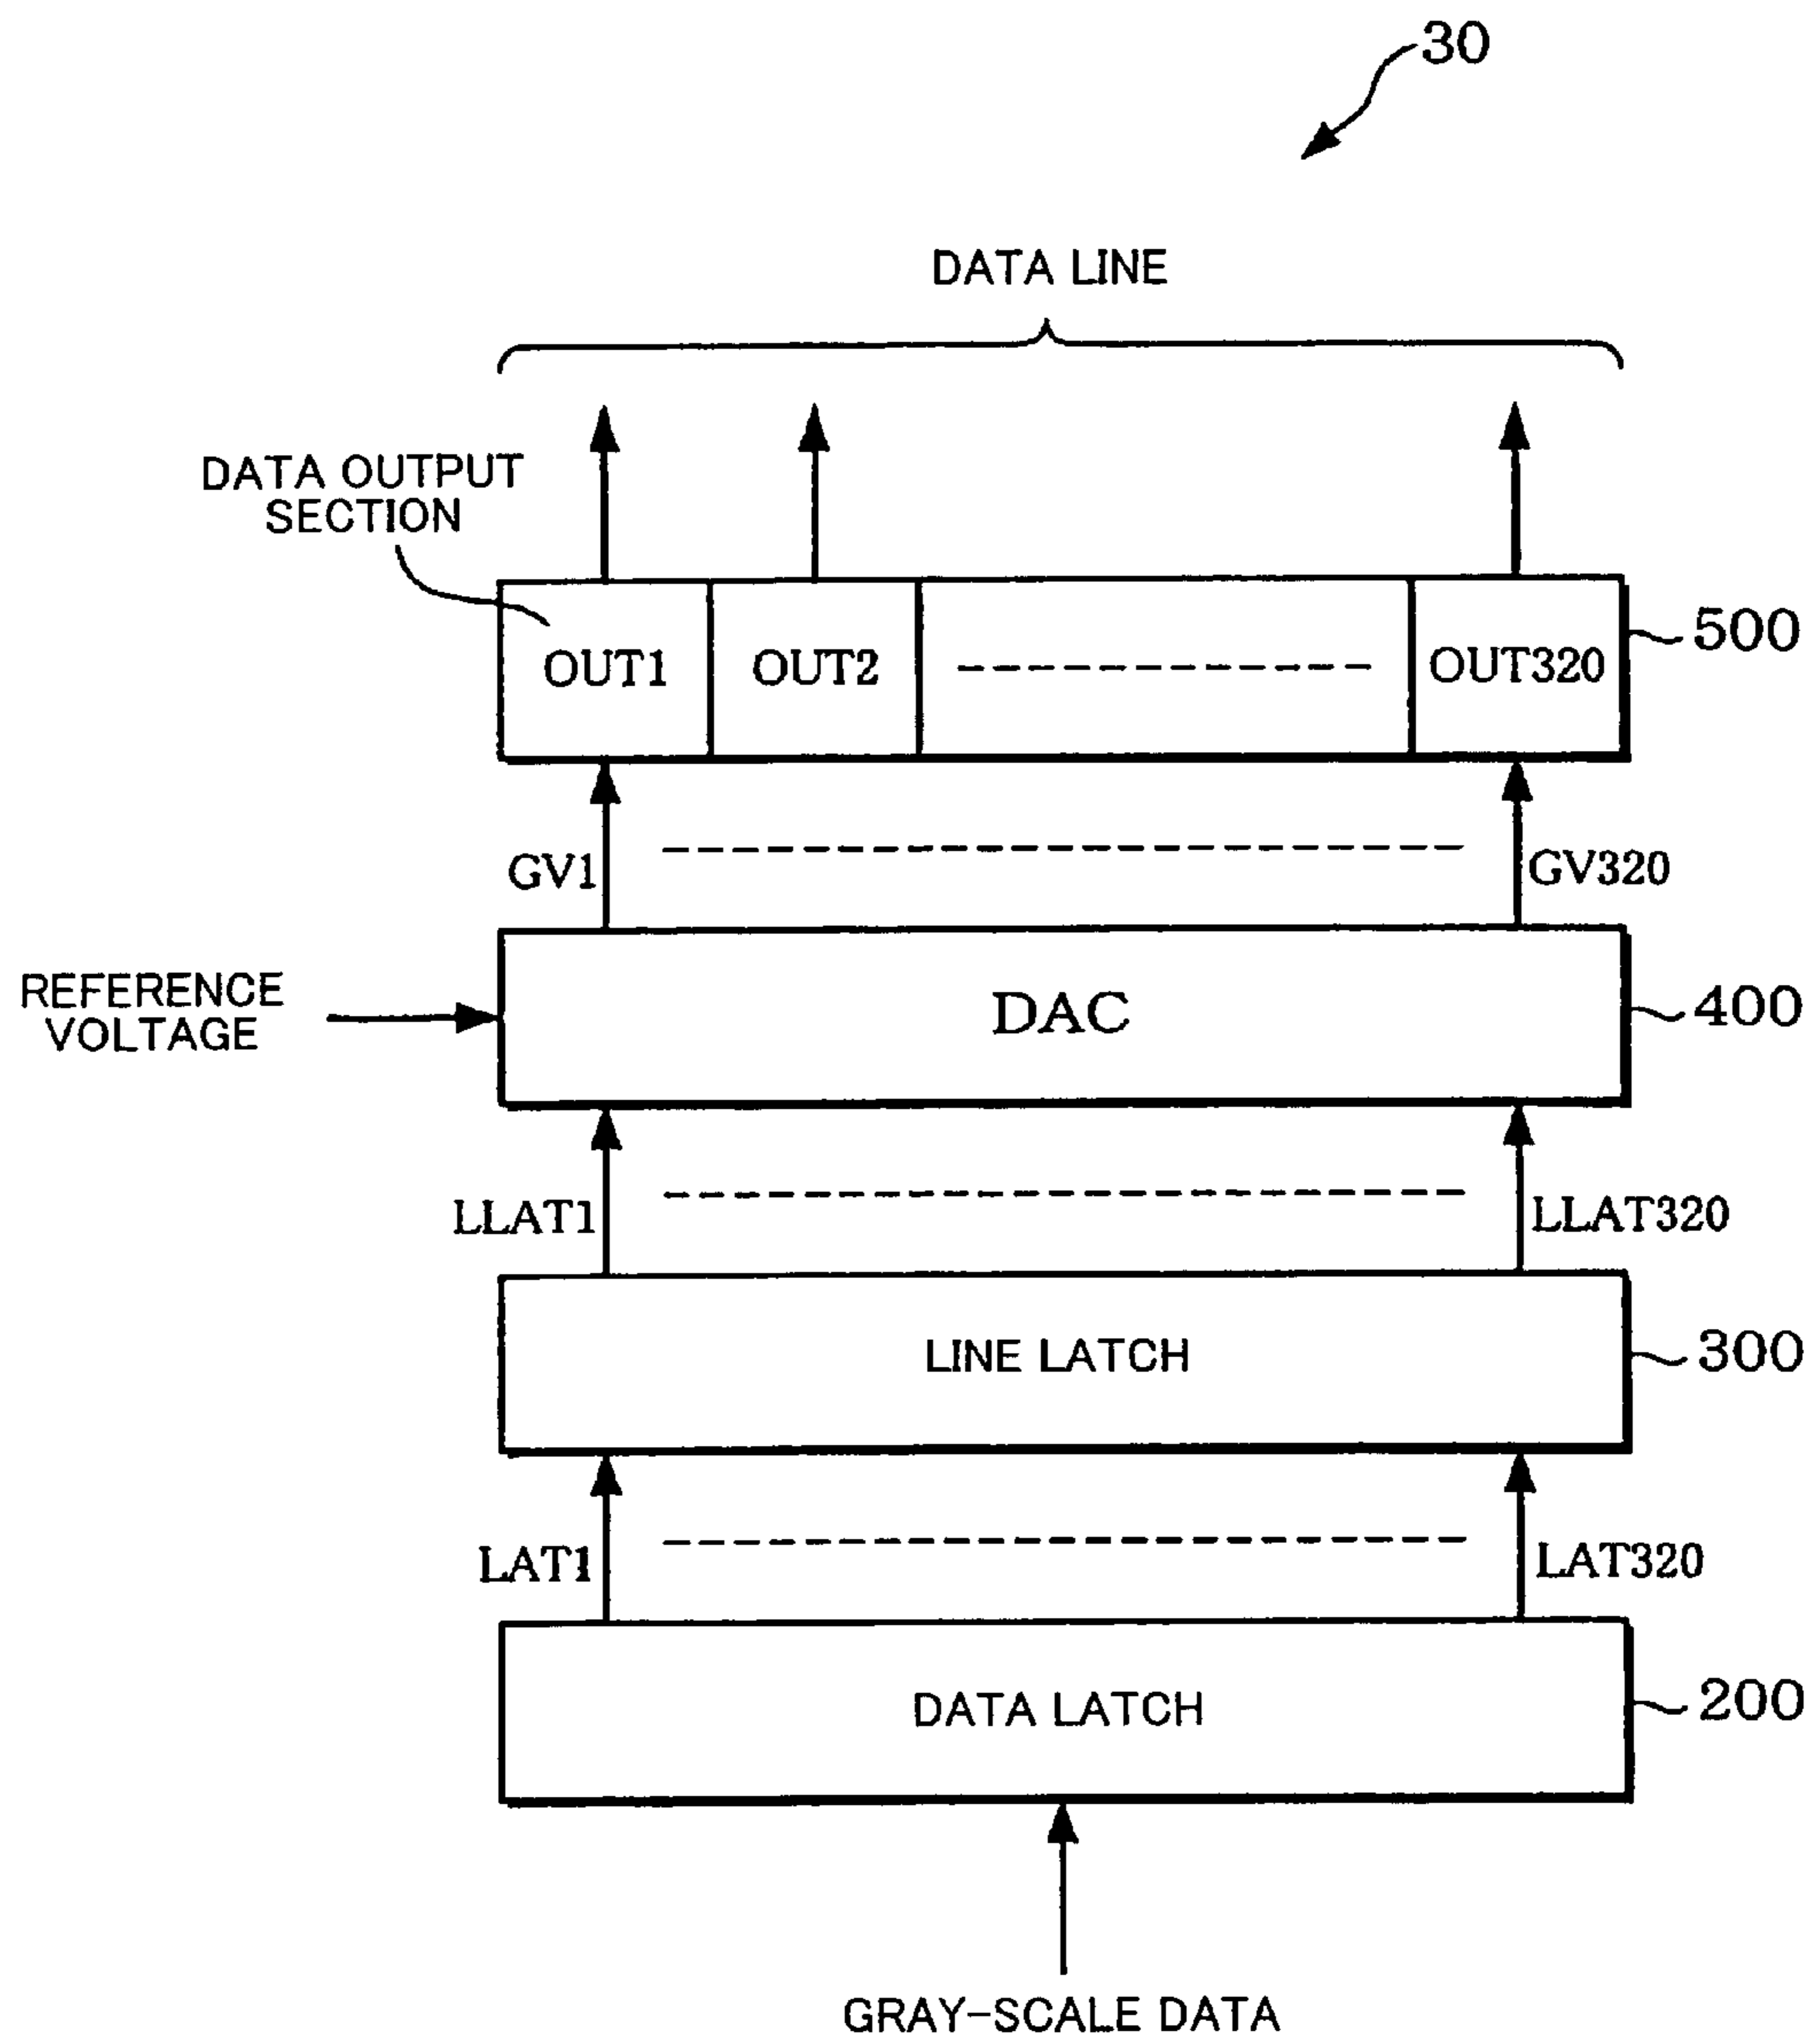 30
DATA LINE
DATA OUTPUT
SECTION
OUT1
OUT2
OUT320
500
GV1
GV320
REFERENCE
VOLTAGE
DAC
400
LLAT1
LLAT320
LINE LATCH
300
LAT1
LAT320
DATA LATCH
200
GRAY-SCALE DATA